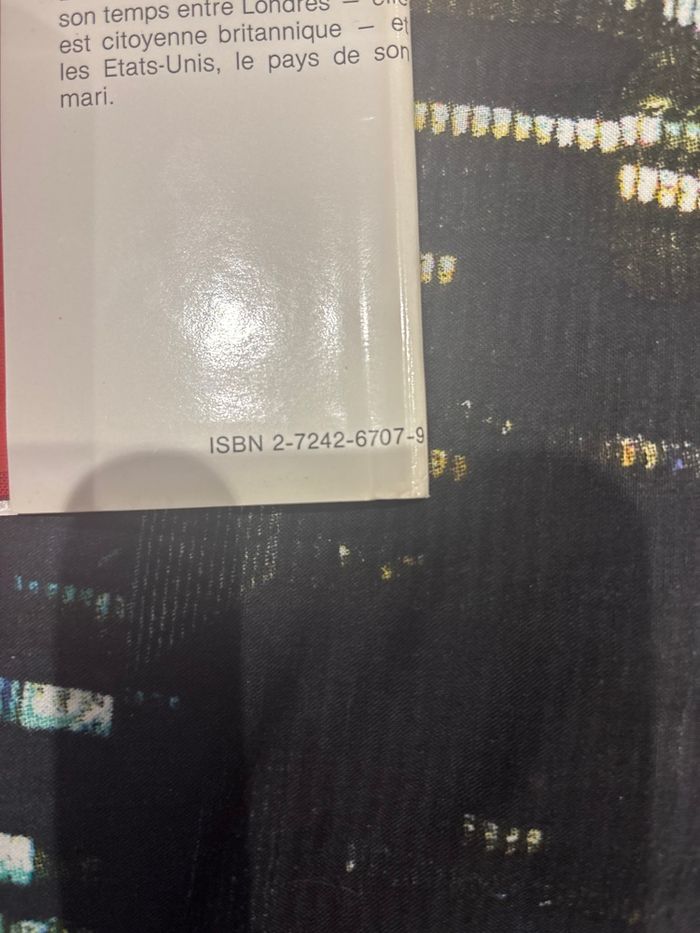 son temps entre Londres — elle
est citoyenne britannique — et
les Etats-Unis, le pays de son
mari.
ISBN 2-7242-6707-9